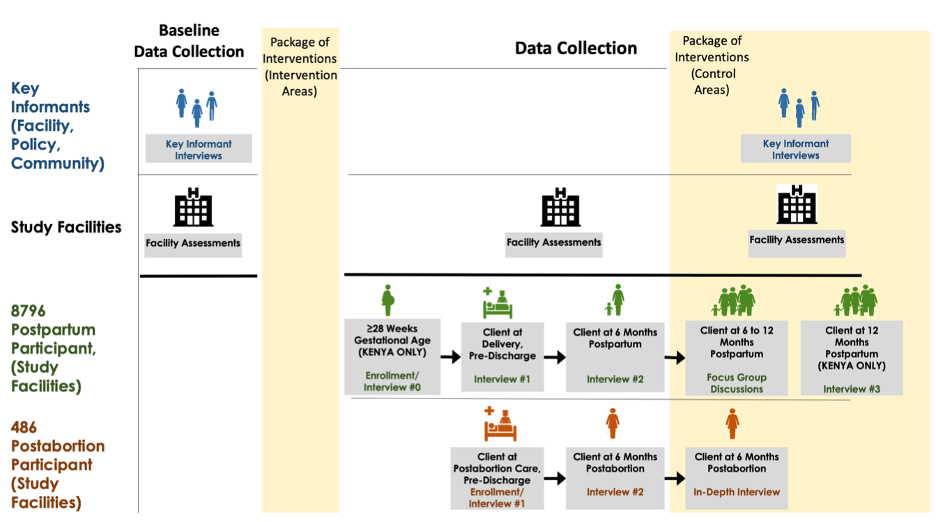 Baseline
Data Collection
Package of
Interventions
(Intervention
Areas)
Data Collection
Package of
Interventions
(Control
Areas)
Key
Informants
(Facility,
Policy,
Community)
Key Informant
Interviews
Key Informant
Interviews
Study Facilities
H
Facility Assessments
H
Facility Assessments
H
Facility Assessments
8796
Postpartum
Participant,
(Study
Facilities)
≥28 Weeks
Gestational Age
(KENYA ONLY)
Enrollment/
Interview #0
Client at
Delivery,
Pre-Discharge
Interview #1
Client at 6 Months
Postpartum
Interview #2
Client at 6 to 12
Months
Postpartum
Focus Group
Discussions
Client at 12
Months
Postpartum
(KENYA ONLY)
Interview #3
486
Postabortion
Participant
(Study
Facilities)
Client at
Postabortion Care,
Pre-Discharge
Enrollment/
Interview #1
Client at 6 Months
Postabortion
Interview #2
Client at 6 Months
Postabortion
In-Depth Interview